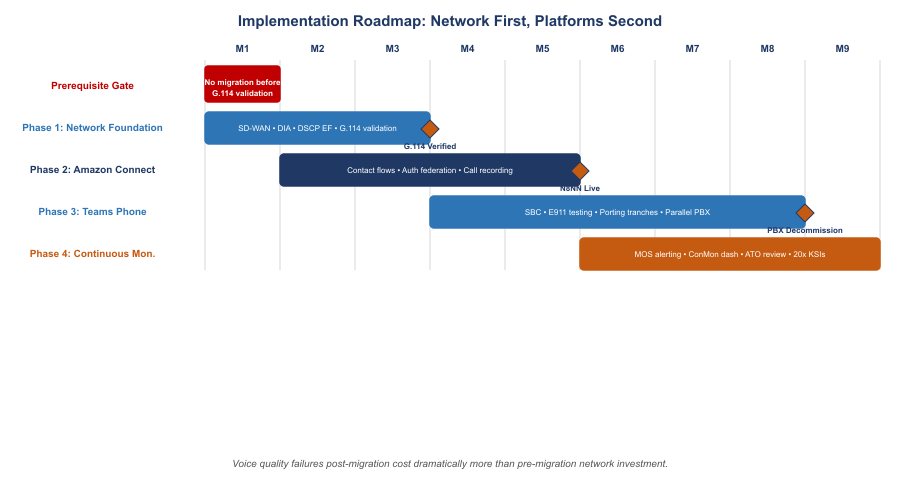 Implementation Roadmap: Network First, Platforms Second
M1 M2 M3 M4 M5 M6 M7 M8 M9
Prerequisite Gate
No migration before
G.114 validation
Phase 1: Network Foundation
SD-WAN • DIA • DSCP EF • G.114 validation
G.114 Verified
Phase 2: Amazon Connect
Contact flows • Auth federation • Call recording
N8NN Live
Phase 3: Teams Phone
SBC • E911 testing • Porting tranches • Parallel PBX
PBX Decommission
Phase 4: Continuous Mon.
MOS alerting • ConMon dash • ATO review • 20x KSIs
Voice quality failures post-migration cost dramatically more than pre-migration network investment.